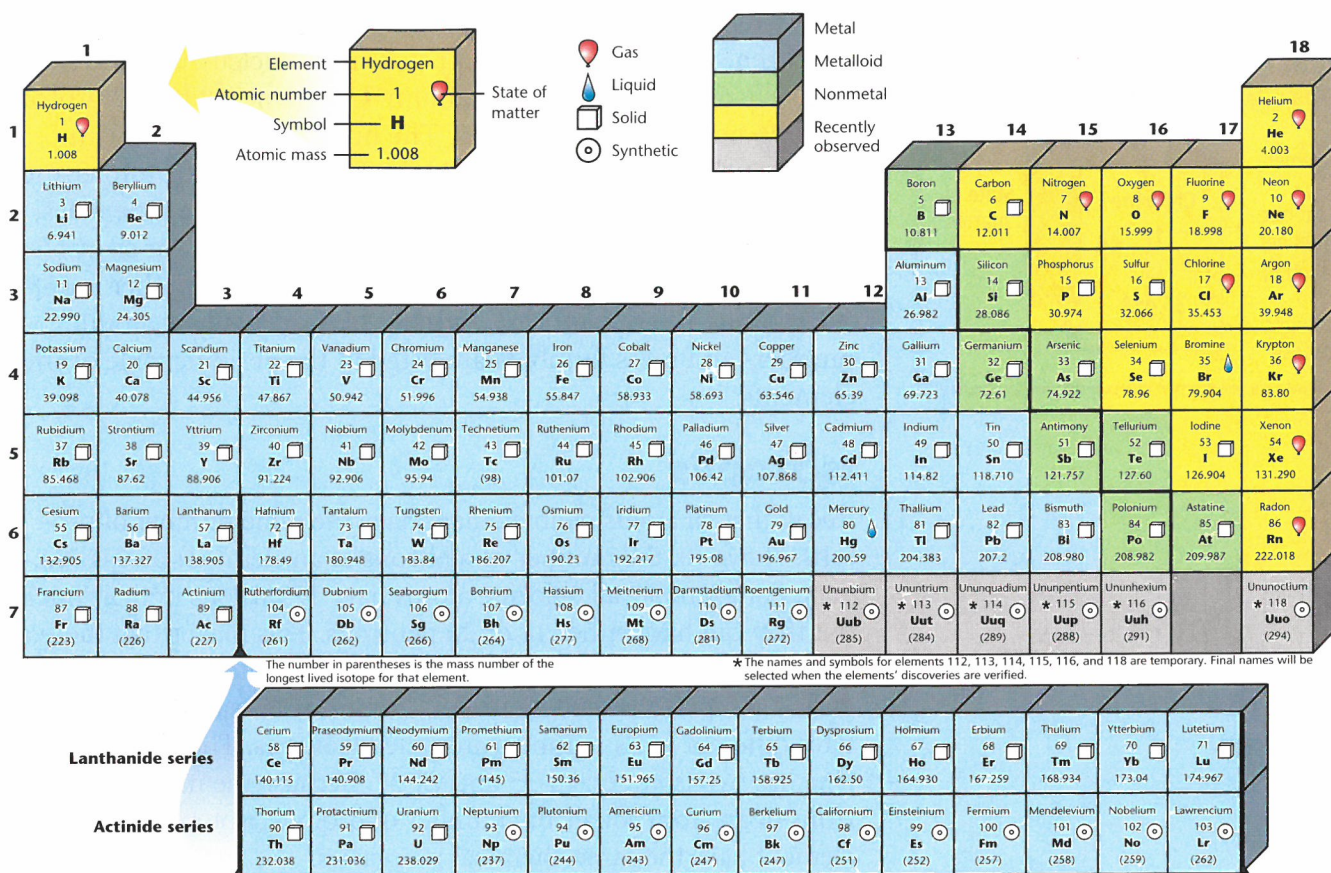 1
18
Element Hydrogen
Atomic number 1
Symbol H
Atomic mass 1.008
State of
matter
Gas
Liquid
Solid
Synthetic
Metal
Metalloid
Nonmetal
Recently
observed
2 13 14 15 16 17
1
Hydrogen Helium
1 2
H He
1.008 4.003
2
Lithium Beryllium Boron Carbon Nitrogen Oxygen Fluorine Neon
3 4 5 6 7 8 9 10
Li Be B C N O F Ne
6.941 9.012 10.811 12.011 14.007 15.999 18.998 20.180
3
Sodium Magnesium Aluminum Silicon Phosphorus Sulfur Chlorine Argon
11 12 13 14 15 16 17 18
Na Mg Al Si P S Cl Ar
22.990 24.305 26.982 28.086 30.974 32.066 35.453 39.948
3 4 5 6 7 8 9 10 11 12
4
Potassium Calcium Scandium Titanium Vanadium Chromium Manganese Iron Cobalt Nickel Copper Zinc Gallium Germanium Arsenic Selenium Bromine Krypton
19 20 21 22 23 24 25 26 27 28 29 30 31 32 33 34 35 36
K Ca Sc Ti V Cr Mn Fe Co Ni Cu Zn Ga Ge As Se Br Kr
39.098 40.078 44.956 47.867 50.942 51.996 54.938 55.847 58.933 58.693 63.546 65.39 69.723 72.61 74.922 78.96 79.904 83.80
5
Rubidium Strontium Yttrium Zirconium Niobium Molybdenum Technetium Ruthenium Rhodium Palladium Silver Cadmium Indium Tin Antimony Tellurium Iodine Xenon
37 38 39 40 41 42 43 44 45 46 47 48 49 50 51 52 53 54
Rb Sr Y Zr Nb Mo Tc Ru Rh Pd Ag Cd In Sn Sb Te I Xe
85.468 87.62 88.906 91.224 92.906 95.94 (98) 101.07 102.906 106.42 107.868 112.411 114.82 118.710 121.757 127.60 126.904 131.290
6
Cesium Barium Lanthanum Hafnium Tantalum Tungsten Rhenium Osmium Iridium Platinum Gold Mercury Thallium Lead Bismuth Polonium Astatine Radon
55 56 57 72 73 74 75 76 77 78 79 80 81 82 83 84 85 86
Cs Ba La Hf Ta W Re Os Ir Pt Au Hg Tl Pb Bi Po At Rn
132.905 137.327 138.905 178.49 180.948 183.84 186.207 190.23 192.217 195.08 196.967 200.59 204.383 207.2 208.980 208.982 209.987 222.018
7
Francium Radium Actinium Rutherfordium Dubnium Seaborgium Bohrium Hassium Meitnerium Darmstadtium Roentgenium Ununbium Ununtrium Ununquadium Ununpentium Ununhexium Ununoctium
87 88 89 104 105 106 107 108 109 110 111 * 112 * 113 * 114 * 115 * 116 * 118
Fr Ra Ac Rf Db Sg Bh Hs Mt Ds Rg Uub Uut Uuq Uup Uuh Uuo
(223) (226) (227) (261) (262) (266) (264) (277) (268) (281) (272) (285) (284) (289) (288) (291) (294)
The number in parentheses is the mass number of the
longest lived isotope for that element.
* The names and symbols for elements 112, 113, 114, 115, 116, and 118 are temporary. Final names will be
selected when the elements' discoveries are verified.
Lanthanide series
Cerium Praseodymium Neodymium Promethium Samarium Europium Gadolinium Terbium Dysprosium Holmium Erbium Thulium Ytterbium Lutetium
58 59 60 61 62 63 64 65 66 67 68 69 70 71
Ce Pr Nd Pm Sm Eu Gd Tb Dy Ho Er Tm Yb Lu
140.115 140.908 144.242 (145) 150.36 151.965 157.25 158.925 162.50 164.930 167.259 168.934 173.04 174.967
Actinide series
Thorium Protactinium Uranium Neptunium Plutonium Americium Curium Berkelium Californium Einsteinium Fermium Mendelevium Nobelium Lawrencium
90 91 92 93 94 95 96 97 98 99 100 101 102 103
Th Pa U Np Pu Am Cm Bk Cf Es Fm Md No Lr
232.038 231.036 238.029 (237) (244) (243) (247) (247) (251) (252) (257) (258) (259) (262)